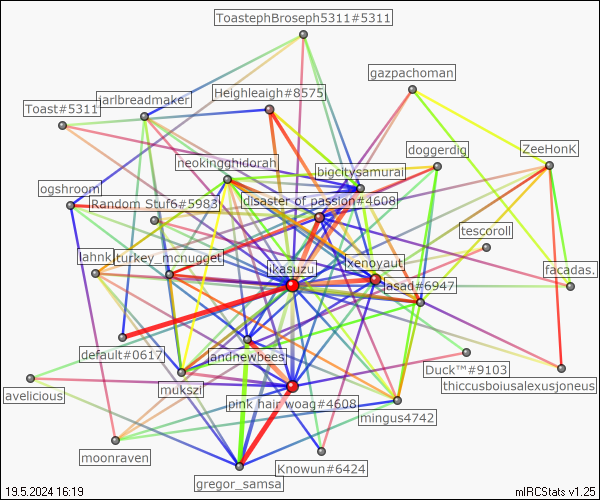 ToastephBroseph5311#5311
gazpachoman
Heighleaigh#8575
jarlbreadmaker
Toast#5311
doggerdig
ZeeHonK
neokingghidorah
bigcitysamurai
ogshroom
Random Stuf6#5983
disaster of passion#4608
tescoroll
lahnk
turkey_mcnugget
ikasuzu
xenoyaut
facadas.
jasad#6947
default#0617
landnewbees
Duck™#9103
thiccusboiusalexusjoneus
mukszi
avelicious
pink hair woag#4608
mingus4742
moonraven
Knowun#6424
gregor_samsa
19.5.2024 16:19
mIRCStats v1.25